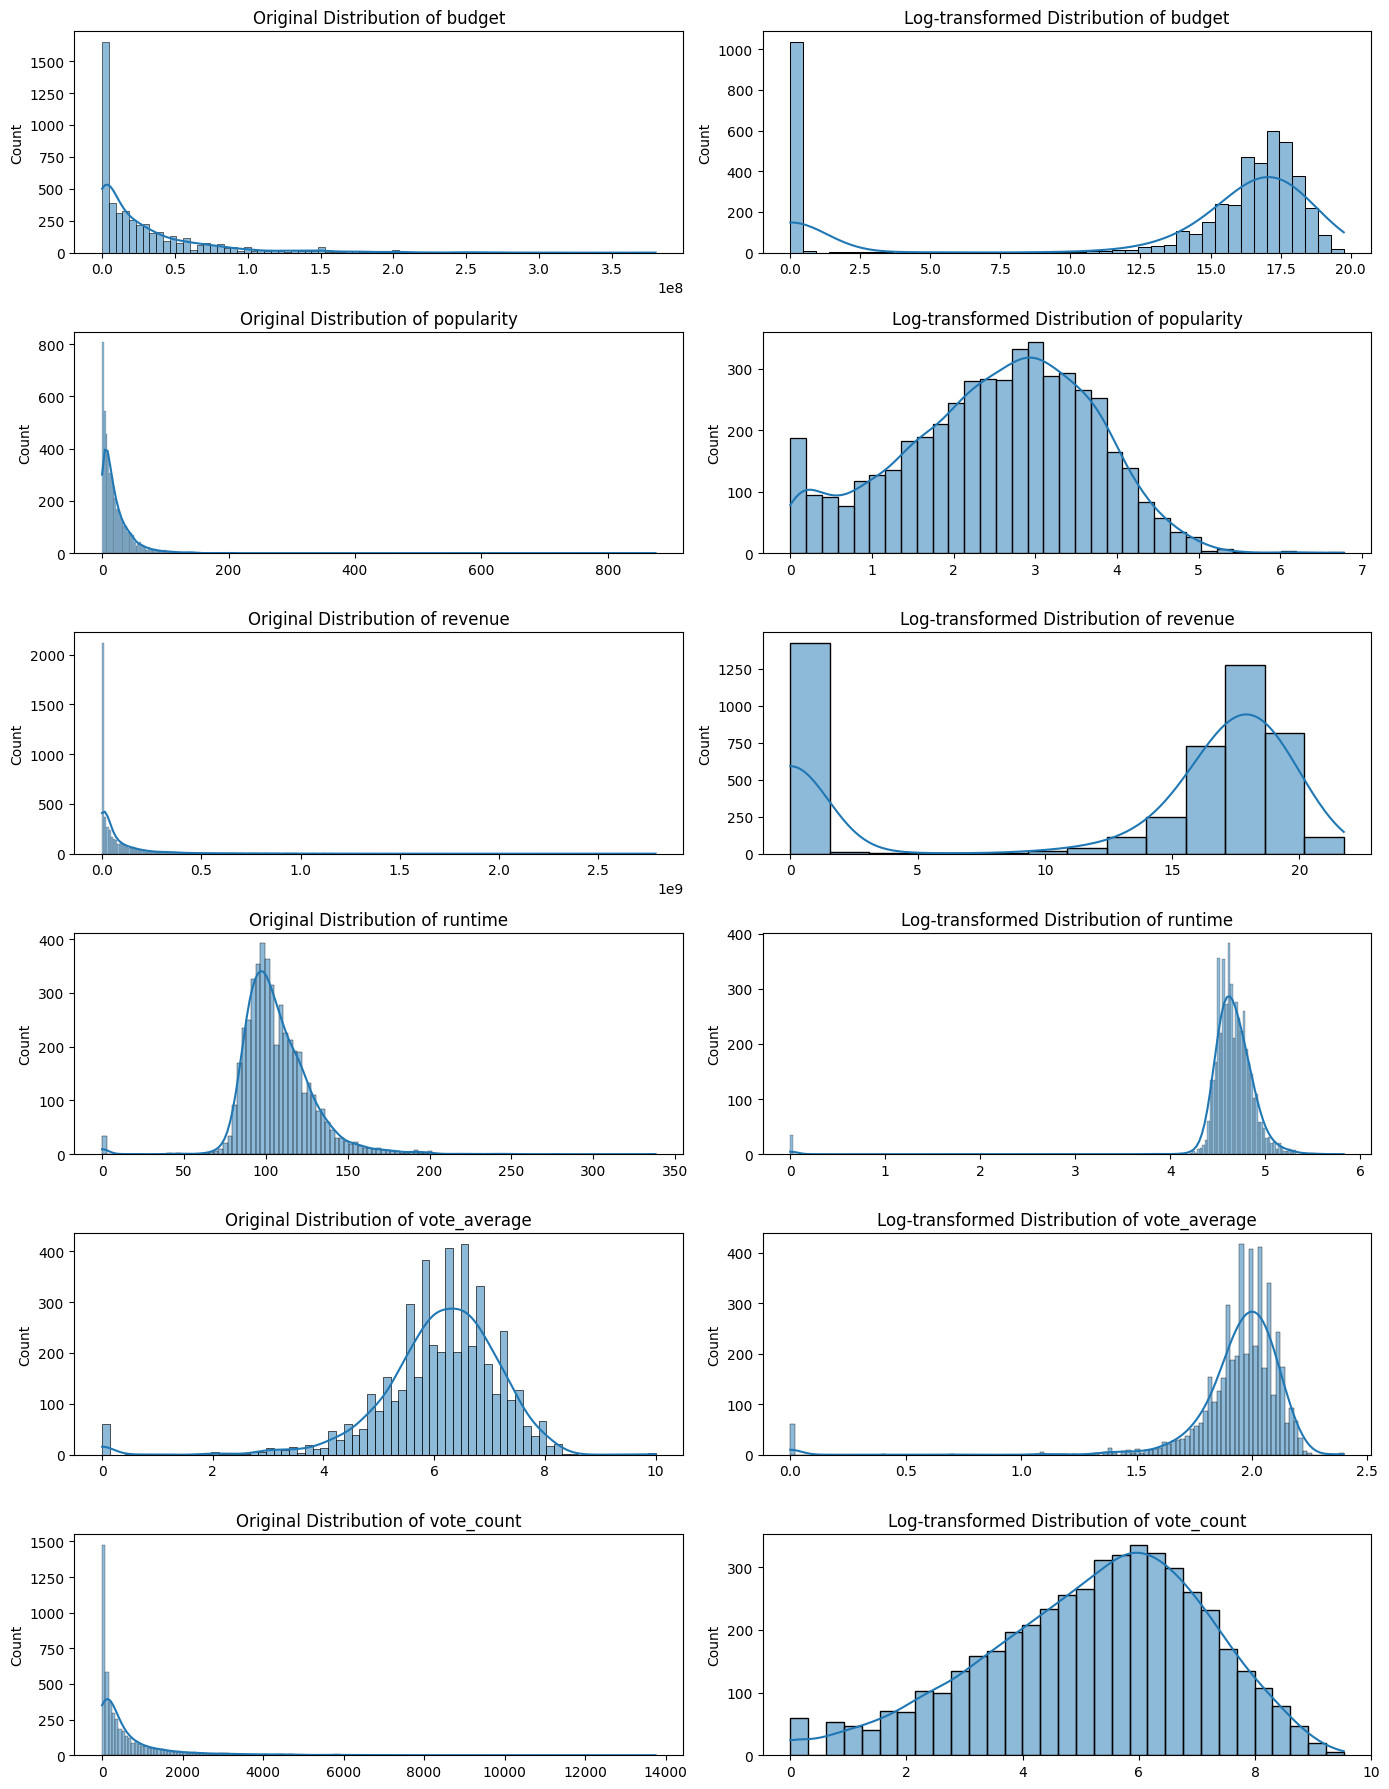 Original Distribution of budget
Count
1500
1250
1000
750
500
250
0
0.0 0.5 1.0 1.5 2.0 2.5 3.0 3.5
1e8
Log-transformed Distribution of budget
Count
1000
800
600
400
200
0
0.0 2.5 5.0 7.5 10.0 12.5 15.0 17.5 20.0
Original Distribution of popularity
Count
800
600
400
200
0
0 200 400 600 800
Log-transformed Distribution of popularity
Count
300
200
100
0
0 1 2 3 4 5 6 7
Original Distribution of revenue
Count
2000
1500
1000
500
0
0.0 0.5 1.0 1.5 2.0 2.5
1e9
Log-transformed Distribution of revenue
Count
1250
1000
750
500
250
0
0 5 10 15 20
Original Distribution of runtime
Count
400
300
200
100
0
0 50 100 150 200 250 300 350
Log-transformed Distribution of runtime
Count
400
300
200
100
0
0 1 2 3 4 5 6
Original Distribution of vote_average
Count
400
300
200
100
0
0 2 4 6 8 10
Log-transformed Distribution of vote_average
Count
400
300
200
100
0
0.0 0.5 1.0 1.5 2.0 2.5
Original Distribution of vote_count
Count
1500
1250
1000
750
500
250
0
0 2000 4000 6000 8000 10000 12000 14000
Log-transformed Distribution of vote_count
Count
300
200
100
0
0 2 4 6 8 10